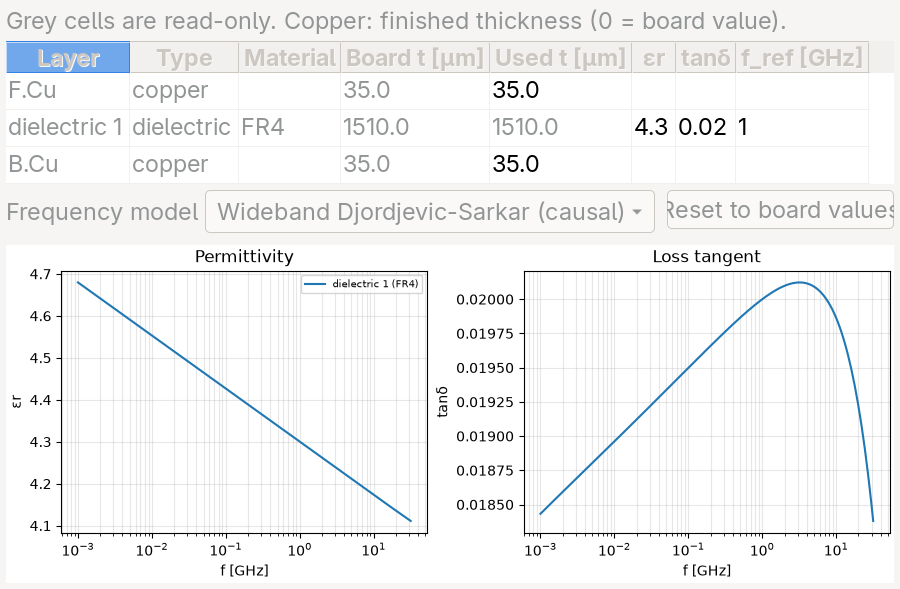 Grey cells are read-only. Copper: finished thickness (0 = board value).
Layer Type Material Board t [µm] Used t [µm] εr tanδ f_ref [GHz]
F.Cu copper 35.0 35.0
dielectric 1 dielectric FR4 1510.0 1510.0 4.3 0.02 1
B.Cu copper 35.0 35.0
Frequency model Wideband Djordjevic-Sarkar (causal) Reset to board values
Permittivity
dielectric 1 (FR4)
4.7
4.6
4.5
4.4
4.3
4.2
4.1
εr
10⁻³ 10⁻² 10⁻¹ 10⁰ 10¹
f [GHz]
Loss tangent
0.02000
0.01975
0.01950
0.01925
0.01900
0.01875
0.01850
tanδ
10⁻³ 10⁻² 10⁻¹ 10⁰ 10¹
f [GHz]